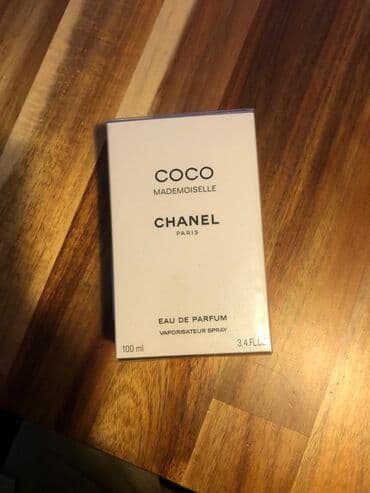 COCO
MADEMOISELLE
CHANEL
PARIS
EAU DE PARFUM
VAPORISATEUR SPRAY
100 ml 3.4 FL.